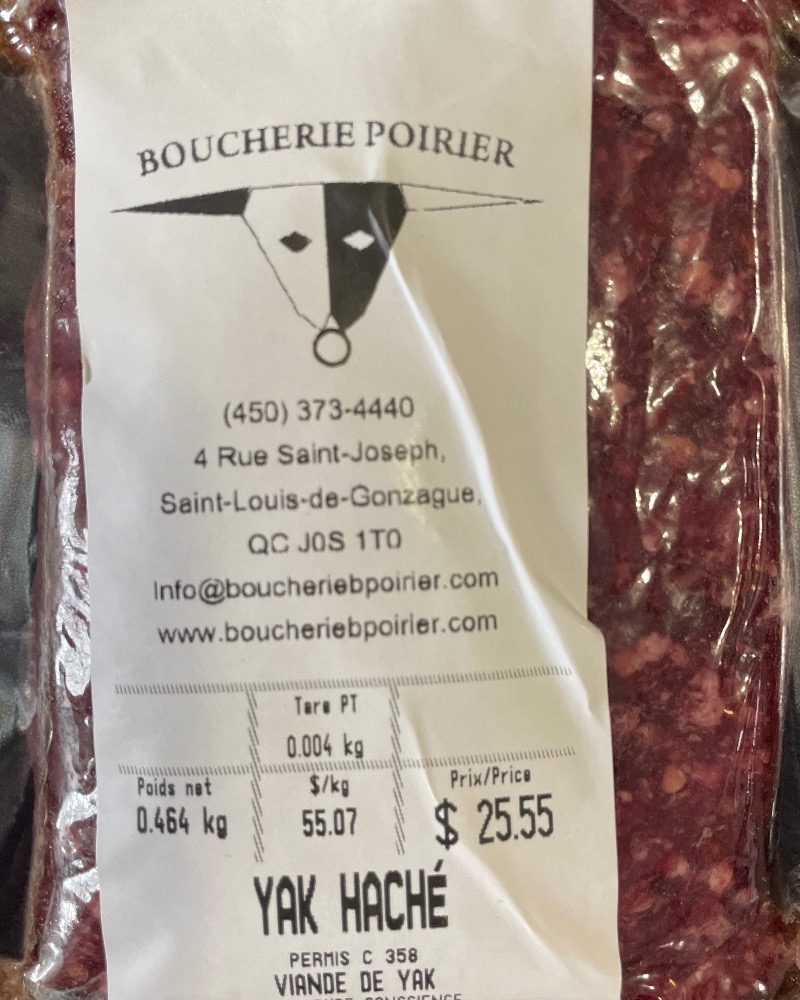 BOUCHERIE POIRIER
(450) 373-4440
4 Rue Saint-Joseph,
Saint-Louis-de-Gonzague,
QC J0S 1T0
Info@boucheriebpoirier.com
www.boucheriebpoirier.com
Tare PT
0.004 kg
Poids net $/kg Prix/Price
0.464 kg 55.07 $ 25.55
YAK HACHÉ
PERMIS C 358
VIANDE DE YAK